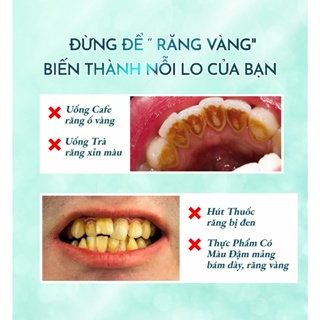 ĐỪNG ĐỂ " RĂNG VÀNG"
BIẾN THÀNH NỖI LO CỦA BẠN
Uống Cafe
răng ố vàng
Uống Trà
răng xỉn màu
Hút Thuốc
răng bị đen
Thực Phẩm Có
Màu Đậm mảng
bám dày, răng vàng